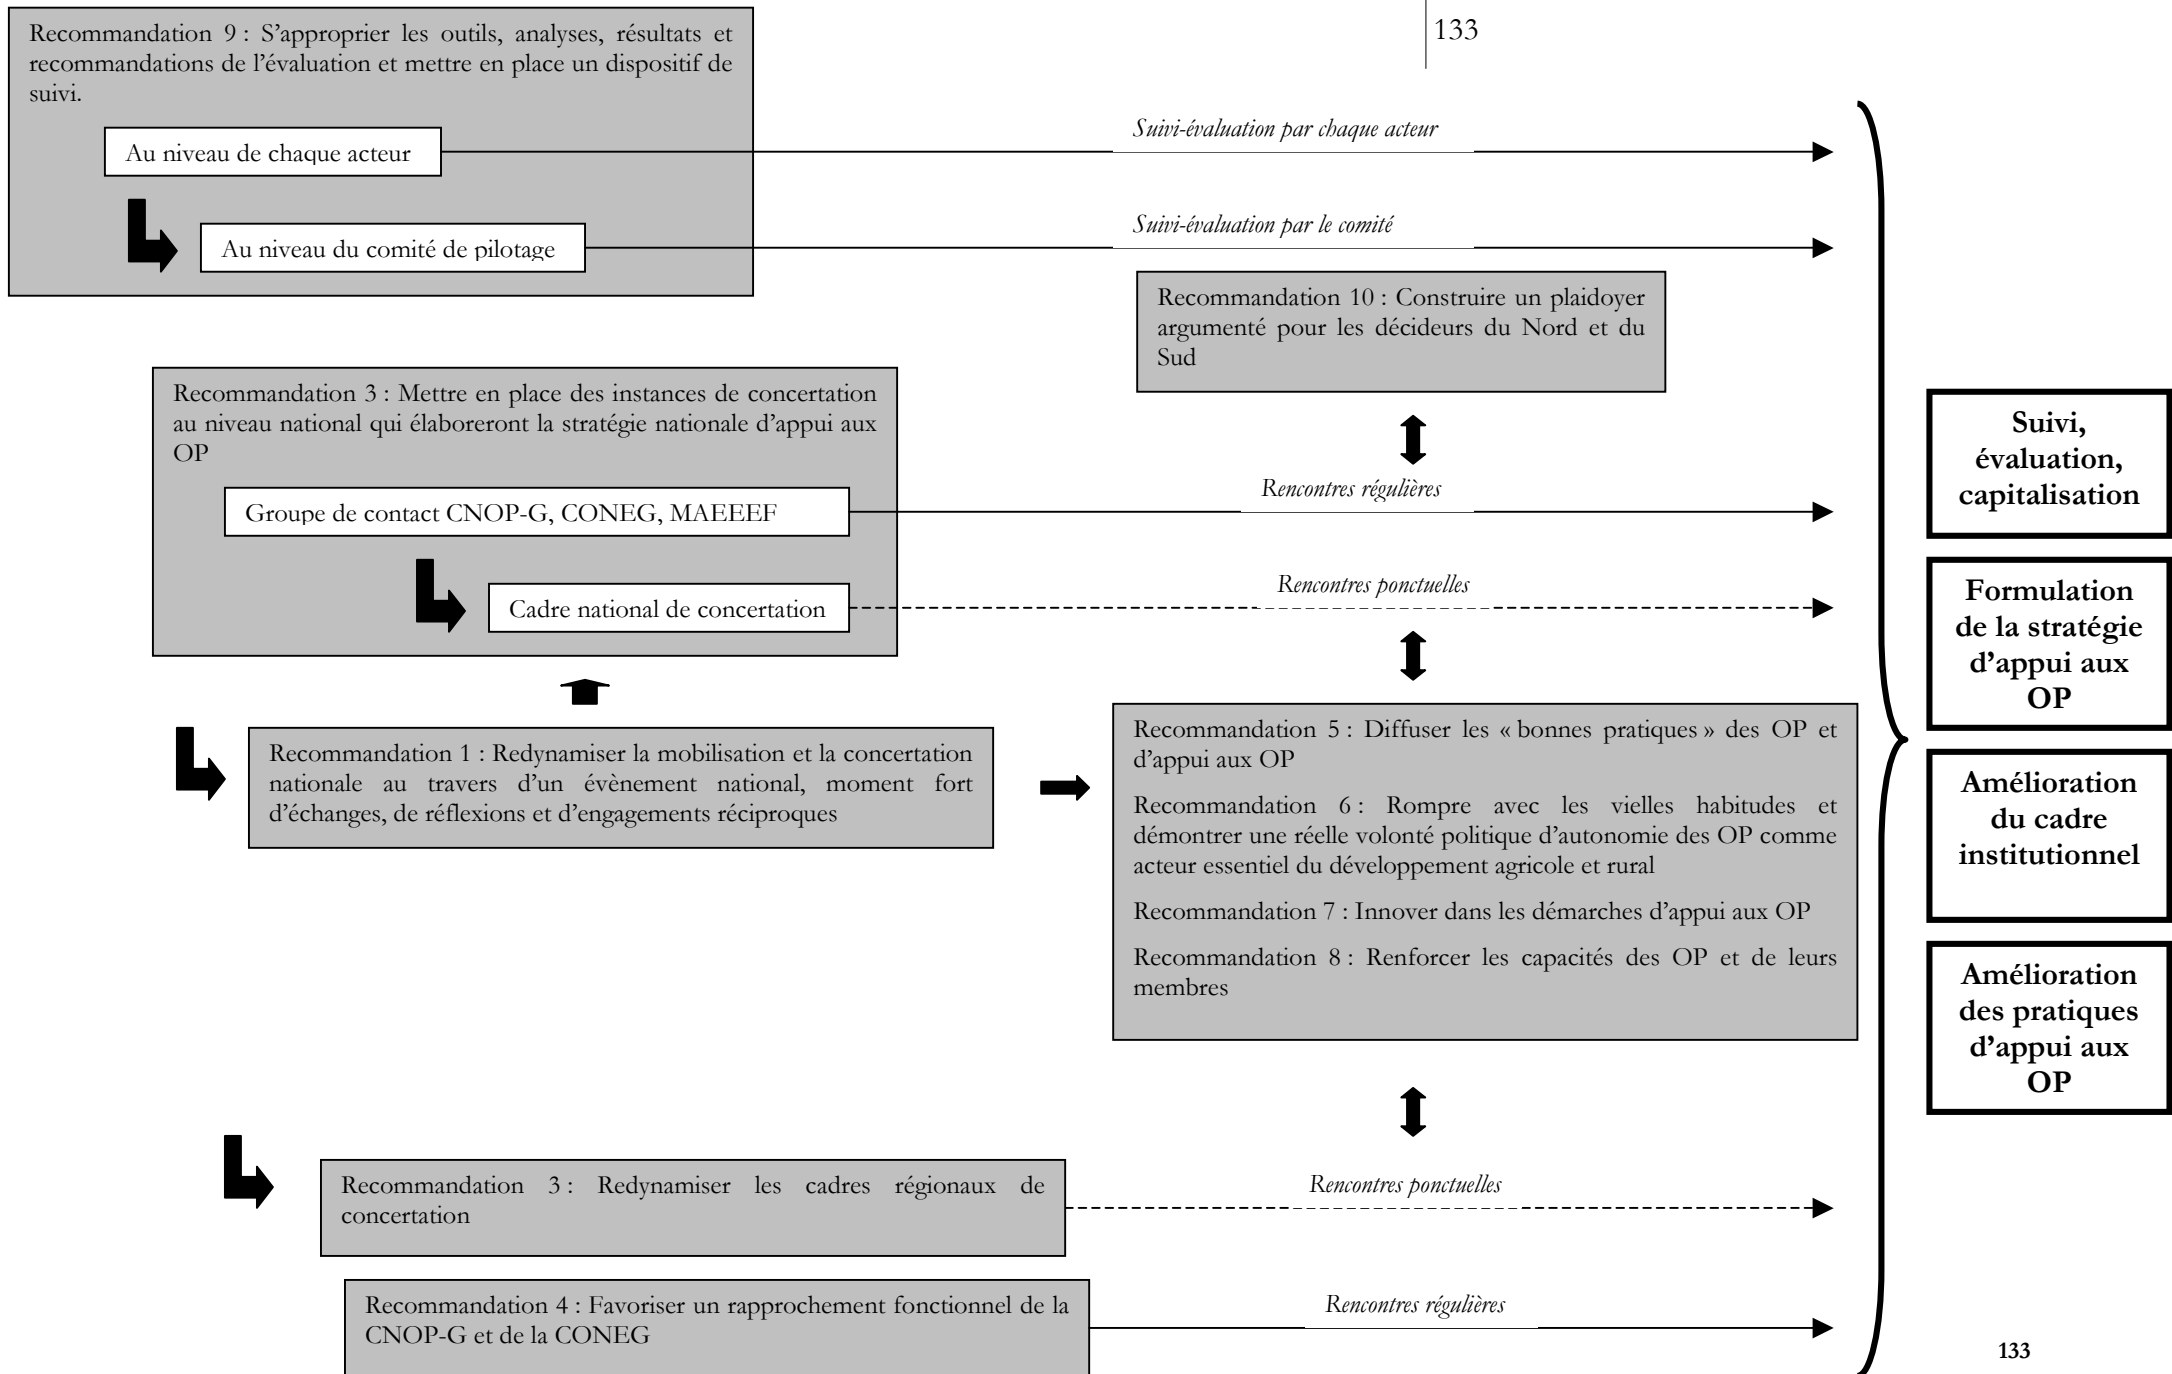 133
Recommandation 9 : S'approprier les outils, analyses, résultats et
recommandations de l'évaluation et mettre en place un dispositif de
suivi.
Au niveau de chaque acteur
Suivi-évaluation par chaque acteur
Au niveau du comité de pilotage
Suivi-évaluation par le comité
Recommandation 10 : Construire un plaidoyer
argumenté pour les décideurs du Nord et du
Sud
Recommandation 3 : Mettre en place des instances de concertation
au niveau national qui élaboreront la stratégie nationale d'appui aux
OP
Groupe de contact CNOP-G, CONEG, MAEEEF
Rencontres régulières
Cadre national de concertation
Rencontres ponctuelles
Recommandation 1 : Redynamiser la mobilisation et la concertation
nationale au travers d'un évènement national, moment fort
d'échanges, de réflexions et d'engagements réciproques
Recommandation 5 : Diffuser les « bonnes pratiques » des OP et
d'appui aux OP
Recommandation 6 : Rompre avec les vielles habitudes et
démontrer une réelle volonté politique d'autonomie des OP comme
acteur essentiel du développement agricole et rural
Recommandation 7 : Innover dans les démarches d'appui aux OP
Recommandation 8 : Renforcer les capacités des OP et de leurs
membres
Recommandation 3 : Redynamiser les cadres régionaux de
concertation
Rencontres ponctuelles
Recommandation 4 : Favoriser un rapprochement fonctionnel de la
CNOP-G et de la CONEG
Rencontres régulières
Suivi,
évaluation,
capitalisation
Formulation
de la stratégie
d'appui aux
OP
Amélioration
du cadre
institutionnel
Amélioration
des pratiques
d'appui aux
OP
133